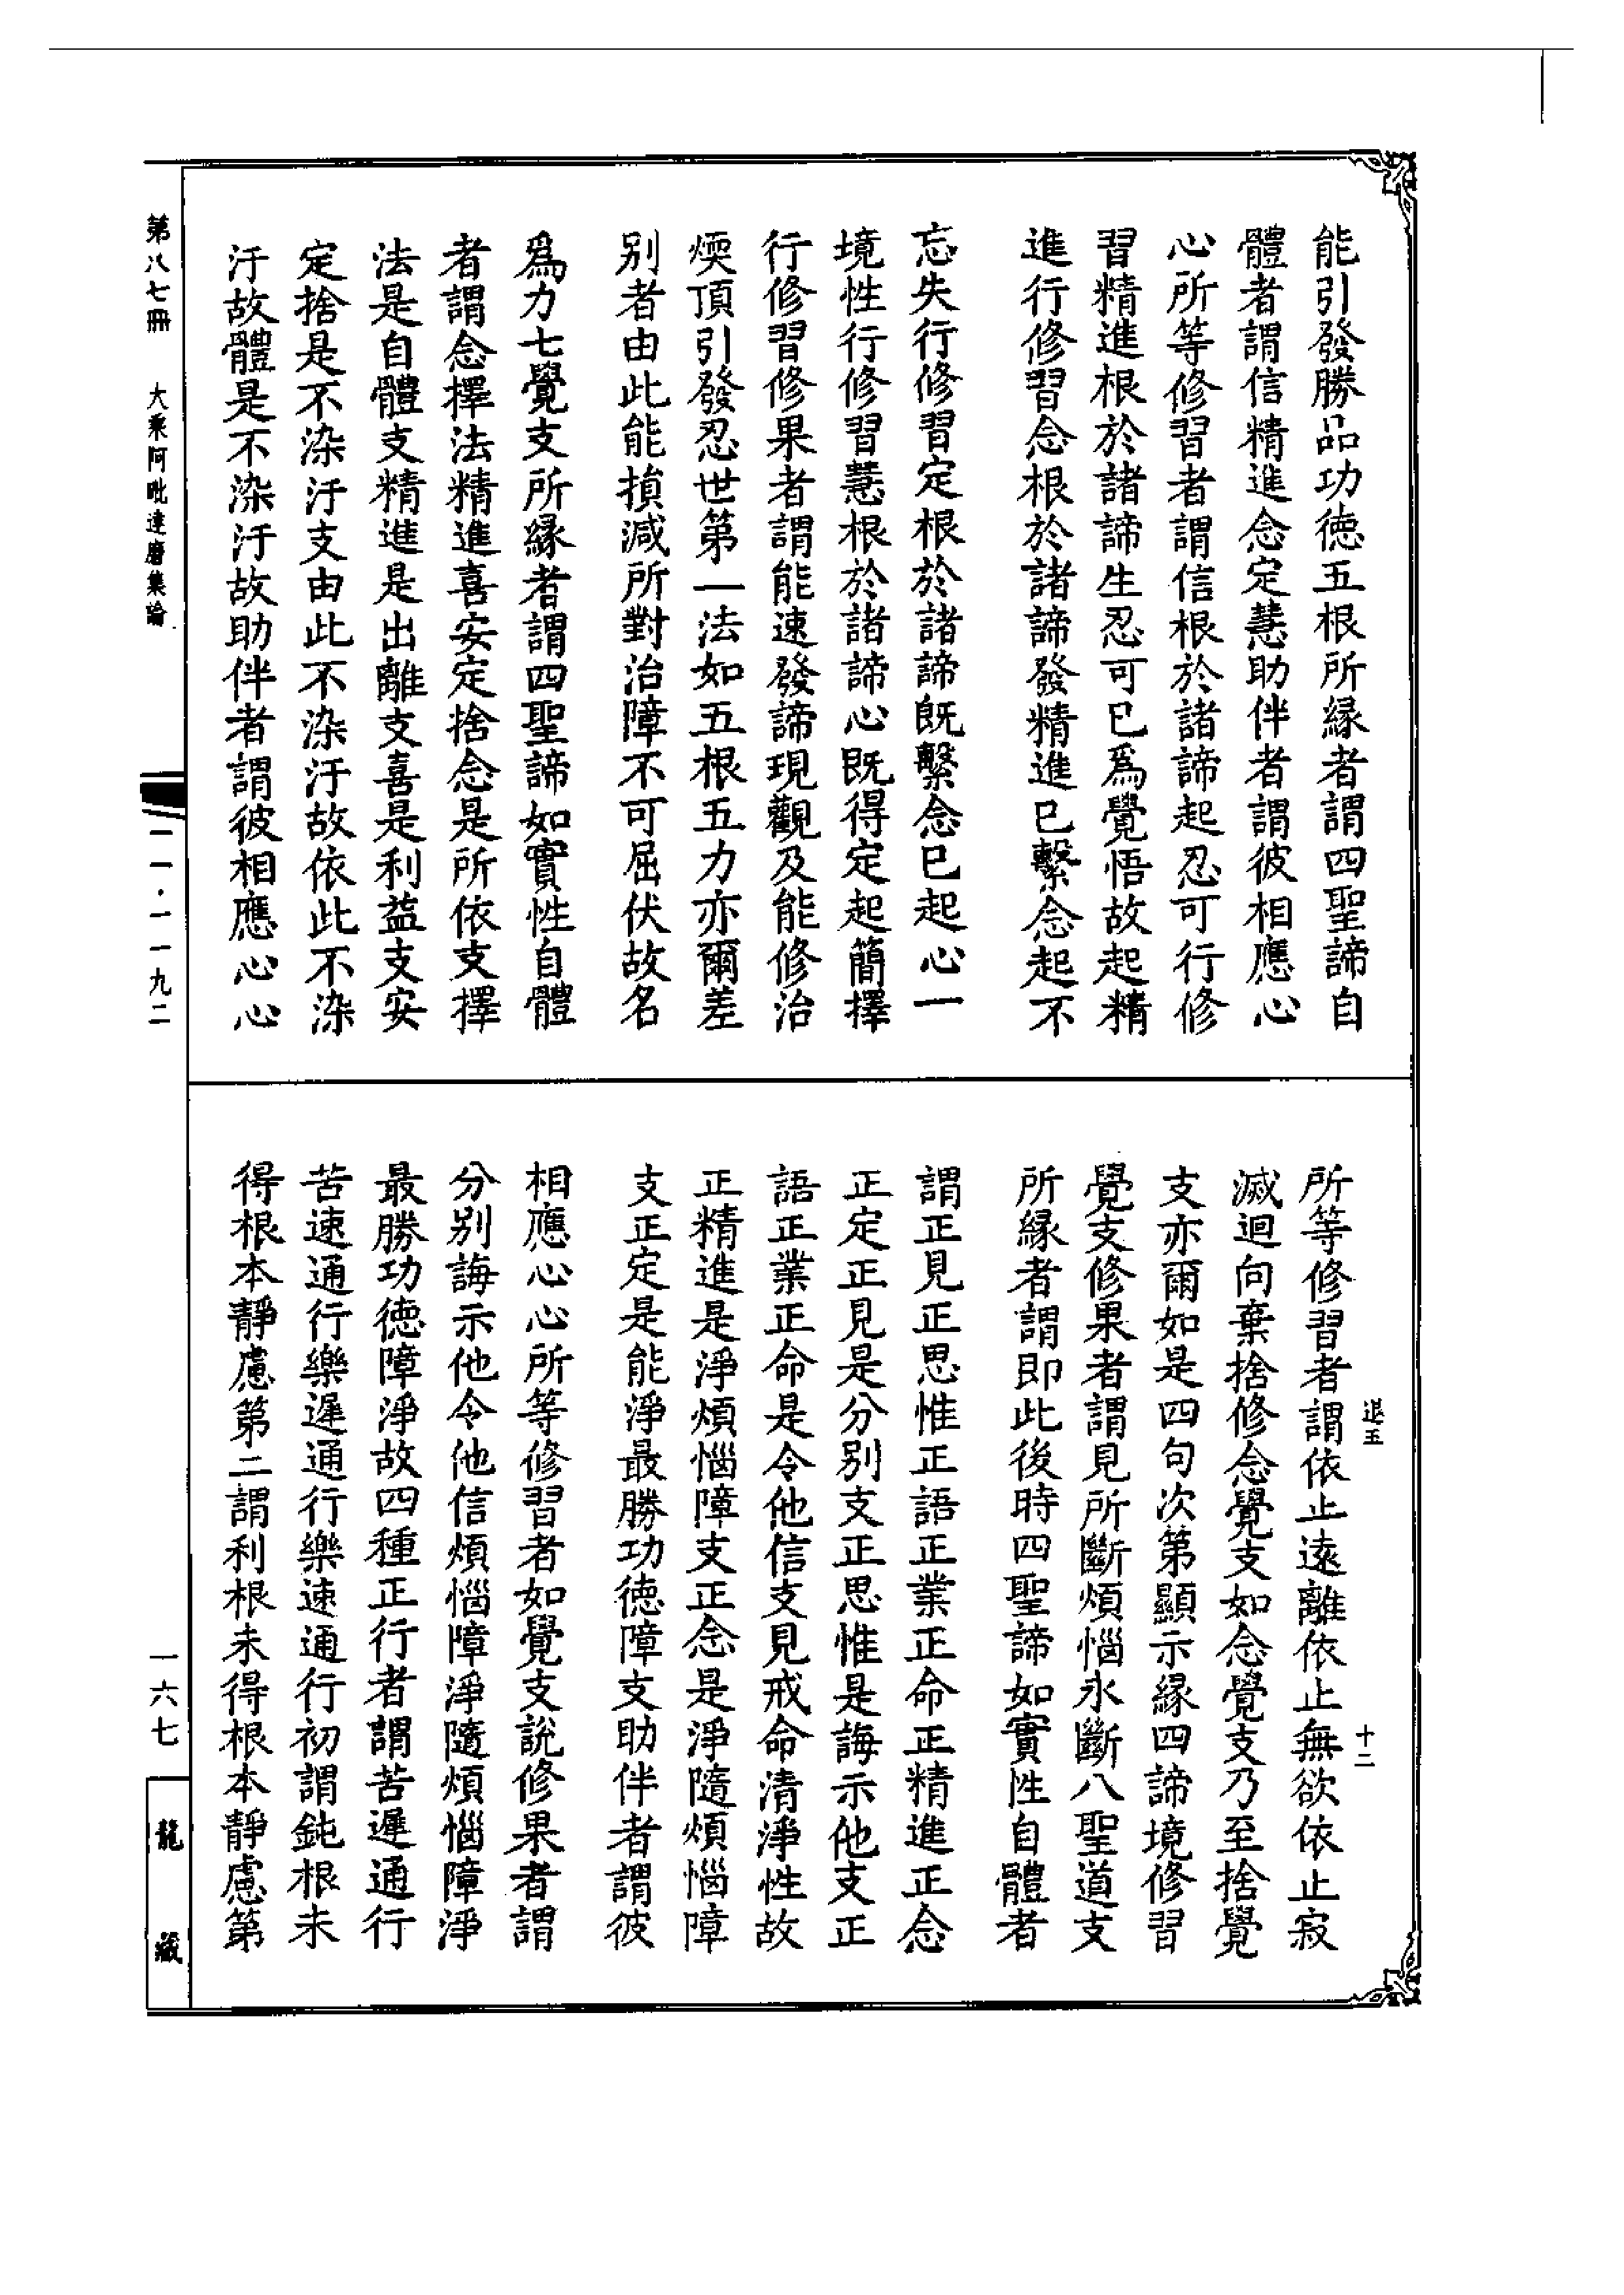 能引發勝品功徳五根所縁者謂四聖諦自
體者謂信精進念定慧助伴者謂彼相應心
心所等修習者謂信根於諸諦起忍可行修
習精進根於諸諦生忍可已爲覺悟故起精
進行修習念根於諸諦發精進已繫念起不
忘失行修習定根於諸諦既繫念已起心一
境性行修習慧根於諸諦心既得定起簡擇
行修習修果者謂能速發諦現觀及能修治
煗頂引發忍世第一法如五根五力亦爾差
别者由此能損減所對治障不可屈伏故名
爲力七覺支所縁者謂四聖諦如實性自體
者謂念擇法精進喜安定捨念是所依支擇
法是自體支精進是出離支喜是利益支安
定捨是不染汙支由此不染汙故依此不染
汙故體是不染汙故助伴者謂彼相應心心
所等修習者謂依止遠離依止無欲依止寂
滅迴向棄捨修念覺支如念覺支乃至捨覺
支亦爾如是四句次第顯示縁四諦境修習
覺支修果者謂見所斷煩惱永斷八聖道支
所縁者謂即此後時四聖諦如實性自體者
謂正見正思惟正語正業正命正精進正念
正定正見是分别支正思惟是誨示他支正
語正業正命是令他信支見戒命清淨性故
正精進是淨煩惱障支正念是淨隨煩惱障
支正定是能淨最勝功徳障支助伴者謂彼
相應心心所等修習者如覺支說修果者謂
分别誨示他令他信煩惱障淨隨煩惱障淨
最勝功徳障淨故四種正行者謂苦遲通行
苦速通行樂遲通行樂速通行初謂鈍根未
得根本靜慮第二謂利根未得根本靜慮第
退五
十二
第八七冊
大乘阿毗達磨集論
一一·一一九二
一六七
龍藏